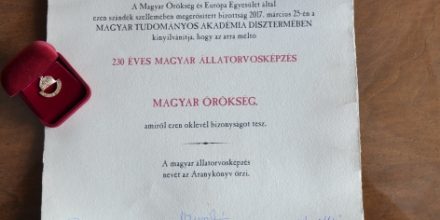 A Magyar Örökség és Európa Egyesület által
ezen szándék szellemében megerősített bizottság 2017. március 25-én a
MAGYAR TUDOMÁNYOS AKADÉMIA DÍSZTERMÉBEN
kinyilvánítja, hogy az arra méltó
230 ÉVES MAGYAR ÁLLATORVOSKÉPZÉS
MAGYAR ÖRÖKSÉG,
amiről ezen oklevél bizonyságot tesz.
A magyar állatorvosképzés
nevét az Aranykönyv őrzi.